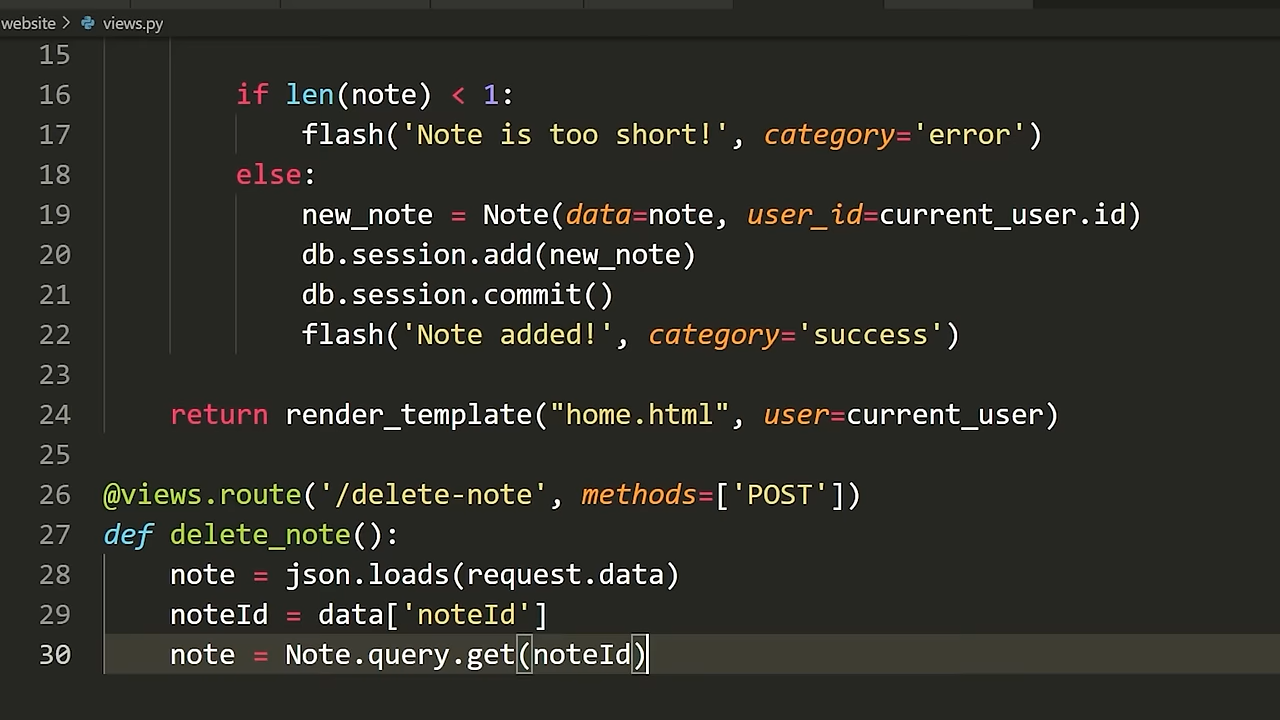 website > views.py
15
16 if len(note) < 1:
17 flash('Note is too short!', category='error')
18 else:
19 new_note = Note(data=note, user_id=current_user.id)
20 db.session.add(new_note)
21 db.session.commit()
22 flash('Note added!', category='success')
23
24 return render_template("home.html", user=current_user)
25
26 @views.route('/delete-note', methods=['POST'])
27 def delete_note():
28 note = json.loads(request.data)
29 noteId = data['noteId']
30 note = Note.query.get(noteId)